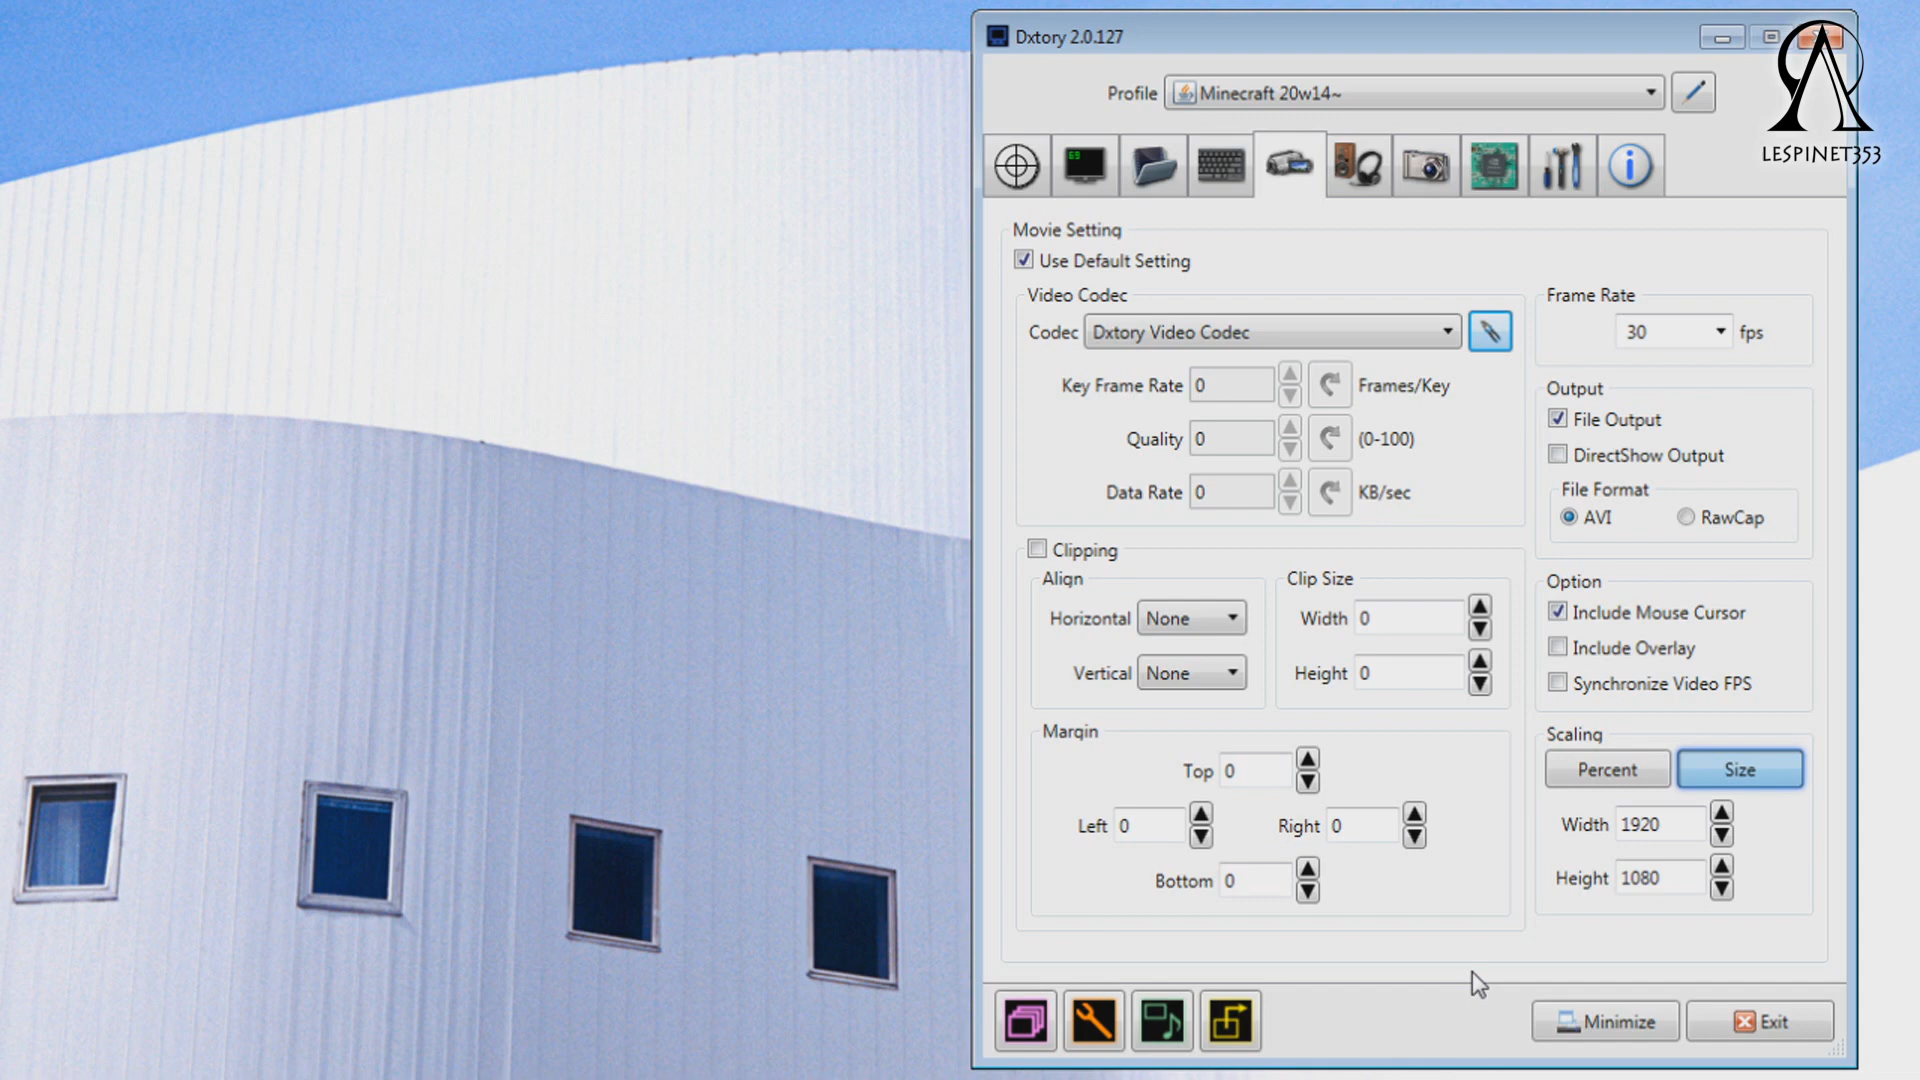 Dxtory 2.0.127
LESPINET353
Profile Minecraft 20w14~
69
Movie Setting
Use Default Setting
Video Codec
Codec Dxtory Video Codec
Key Frame Rate 0 Frames/Key
Quality 0 (0-100)
Data Rate 0 KB/sec
Frame Rate
30 fps
Output
File Output
DirectShow Output
File Format
AVI RawCap
Clipping
Align
Horizontal None
Vertical None
Clip Size
Width 0
Height 0
Option
Include Mouse Cursor
Include Overlay
Synchronize Video FPS
Margin
Top 0
Left 0 Right 0
Bottom 0
Scaling
Percent Size
Width 1920
Height 1080
Minimize Exit